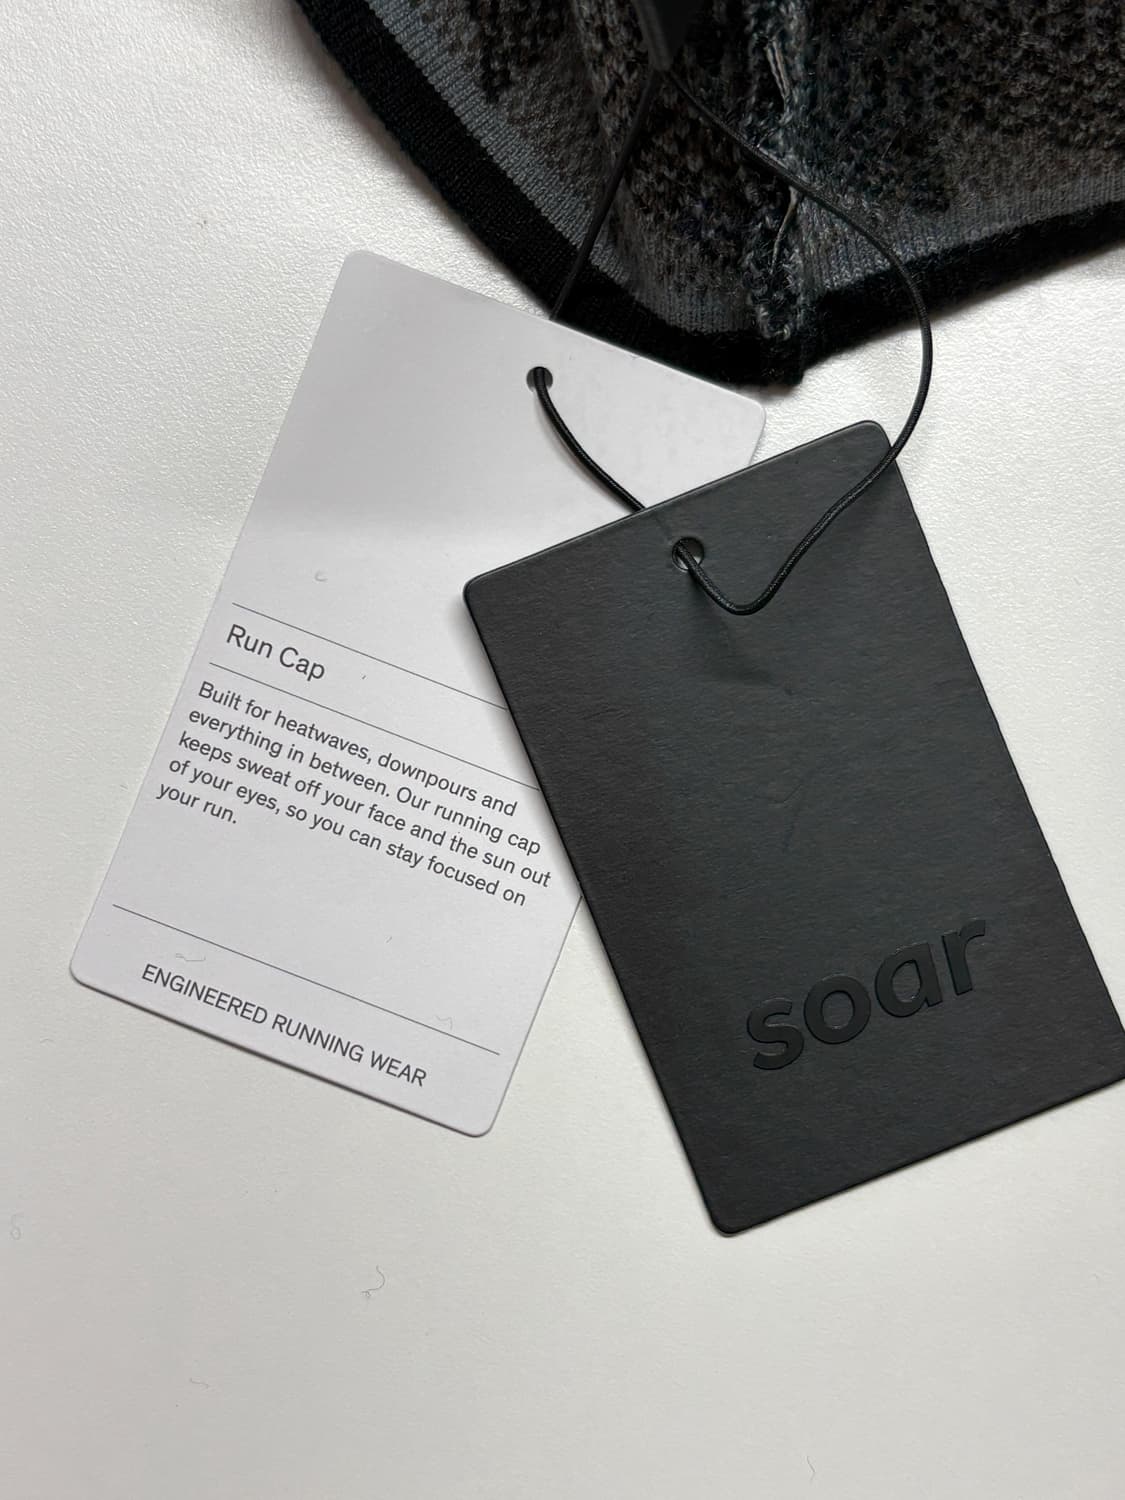 Run Cap
Built for heatwaves, downpours and
everything in between. Our running cap
keeps sweat off your face and the sun out
of your eyes, so you can stay focused on
your run.
ENGINEERED RUNNING WEAR
soar